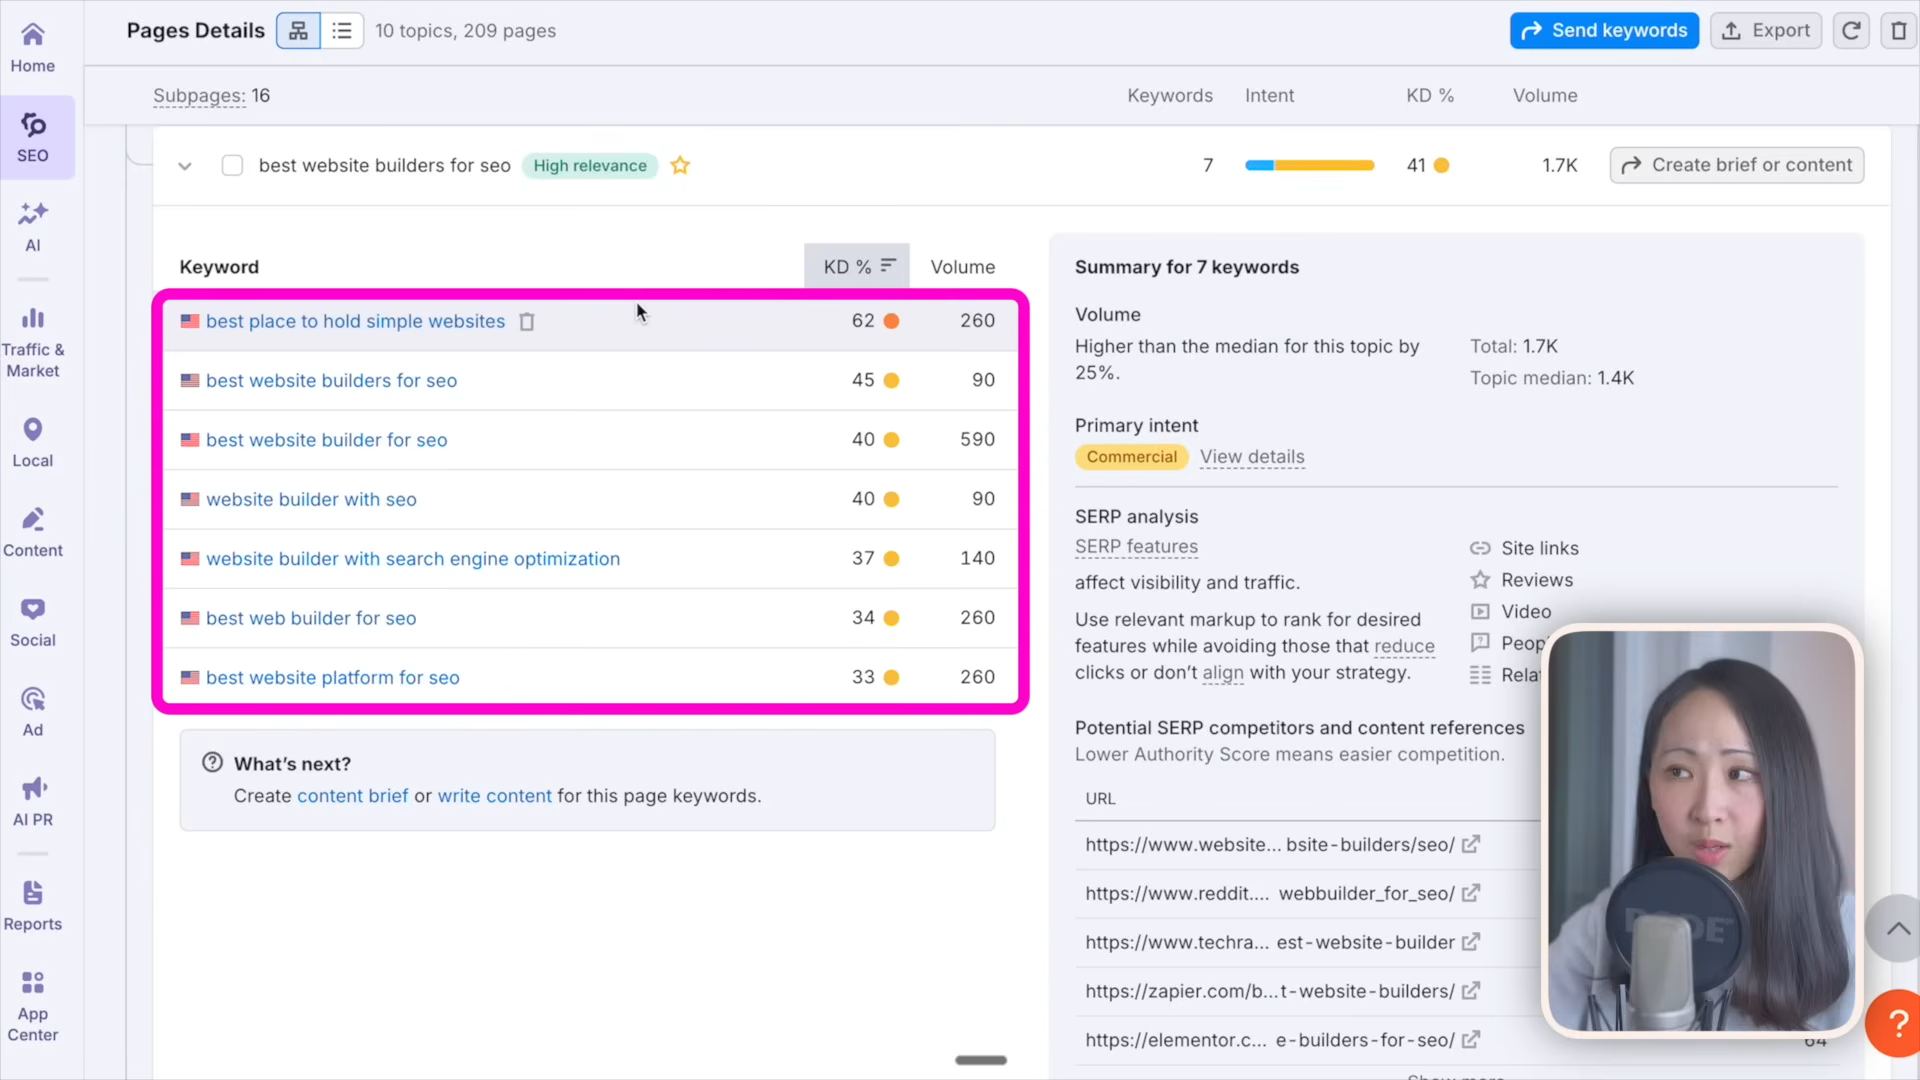 Pages Details
10 topics, 209 pages
Send keywords
Export
Home
SEO
AI
Traffic &
Market
Local
Content
Social
Ad
AI PR
Reports
App
Center
Subpages: 16
Keywords Intent KD % Volume
best website builders for seo High relevance 7 41 1.7K Create brief or content
Keyword KD % Volume
best place to hold simple websites 62 260
best website builders for seo 45 90
best website builder for seo 40 590
website builder with seo 40 90
website builder with search engine optimization 37 140
best web builder for seo 34 260
best website platform for seo 33 260
What's next?
Create content brief or write content for this page keywords.
Summary for 7 keywords
Volume
Higher than the median for this topic by
25%.
Total: 1.7K
Topic median: 1.4K
Primary intent
Commercial View details
SERP analysis
SERP features
affect visibility and traffic.
Use relevant markup to rank for desired
features while avoiding those that reduce
clicks or don't align with your strategy.
Site links
Reviews
Video
Potential SERP competitors and content references
Lower Authority Score means easier competition.
URL
https://www.website... bsite-builders/seo/
https://www.reddit.... webbuilder_for_seo/
https://www.techra... est-website-builder
https://zapier.com/b...t-website-builders/
https://elementor.c... e-builders-for-seo/
64
?